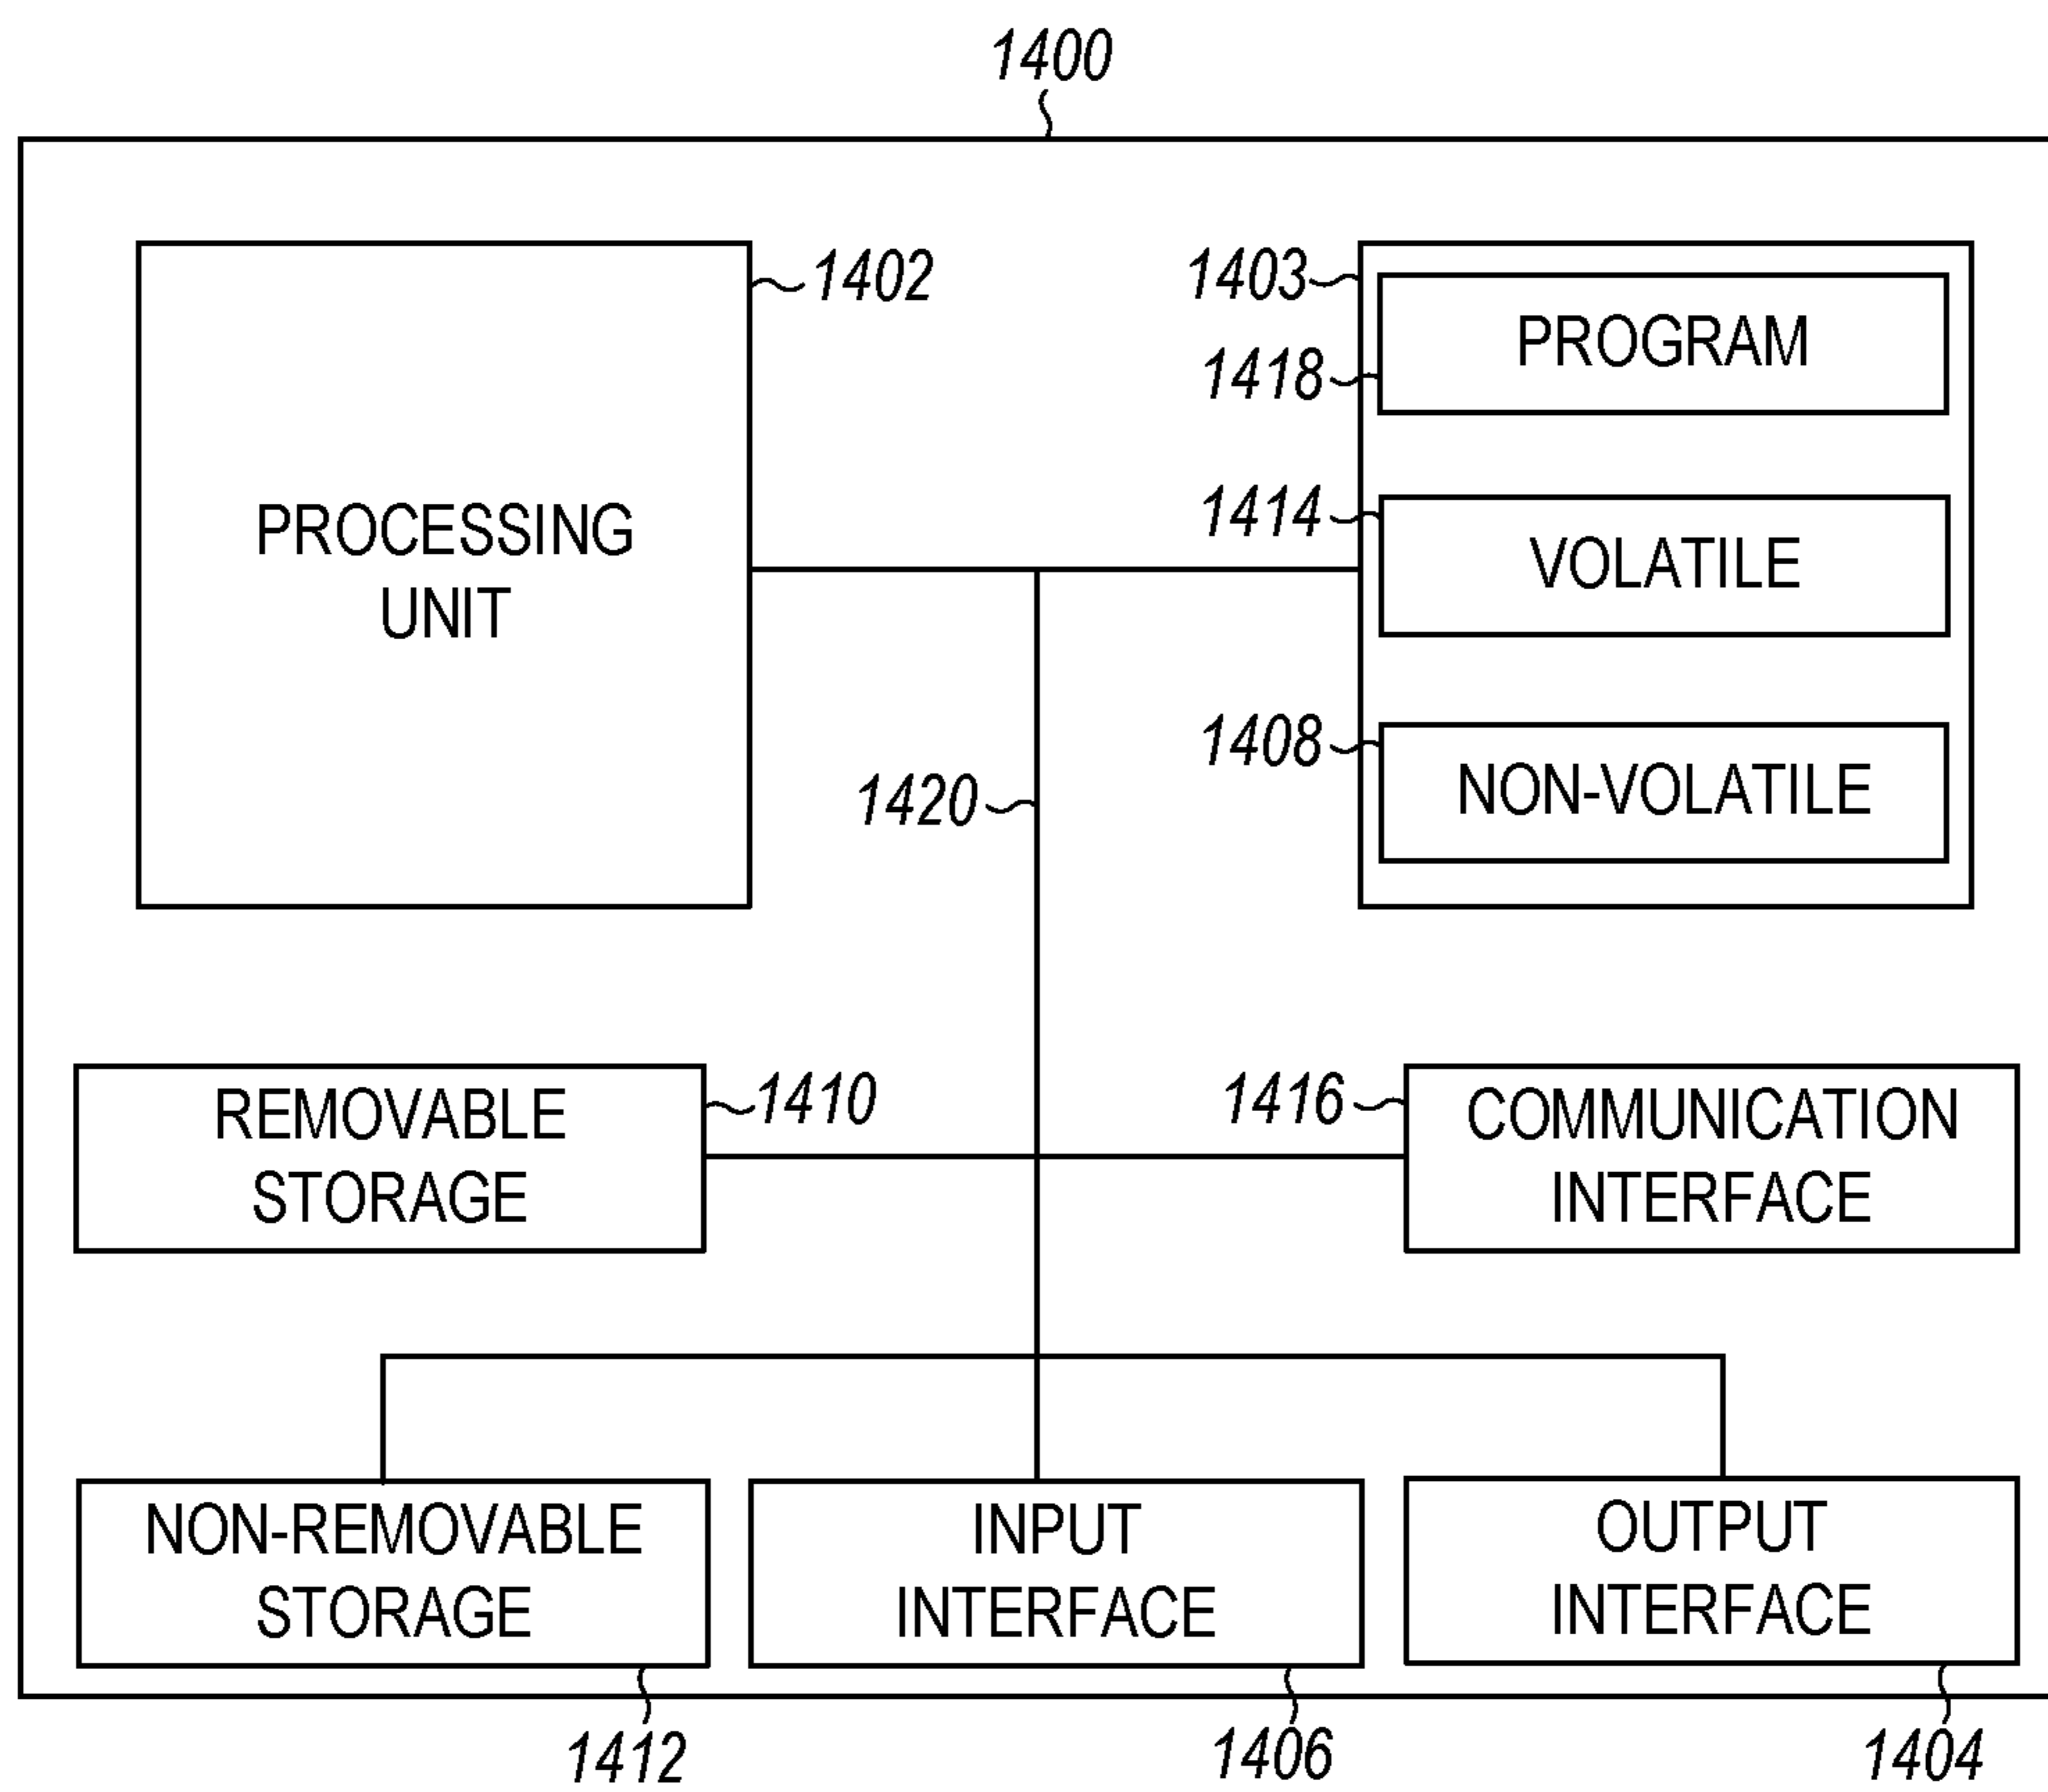 1400
1402
1403
PROGRAM
1418
PROCESSING
UNIT
1414
VOLATILE
1408
NON-VOLATILE
1420
REMOVABLE
STORAGE
1410
1416
COMMUNICATION
INTERFACE
NON-REMOVABLE
STORAGE
INPUT
INTERFACE
OUTPUT
INTERFACE
1412
1406
1404